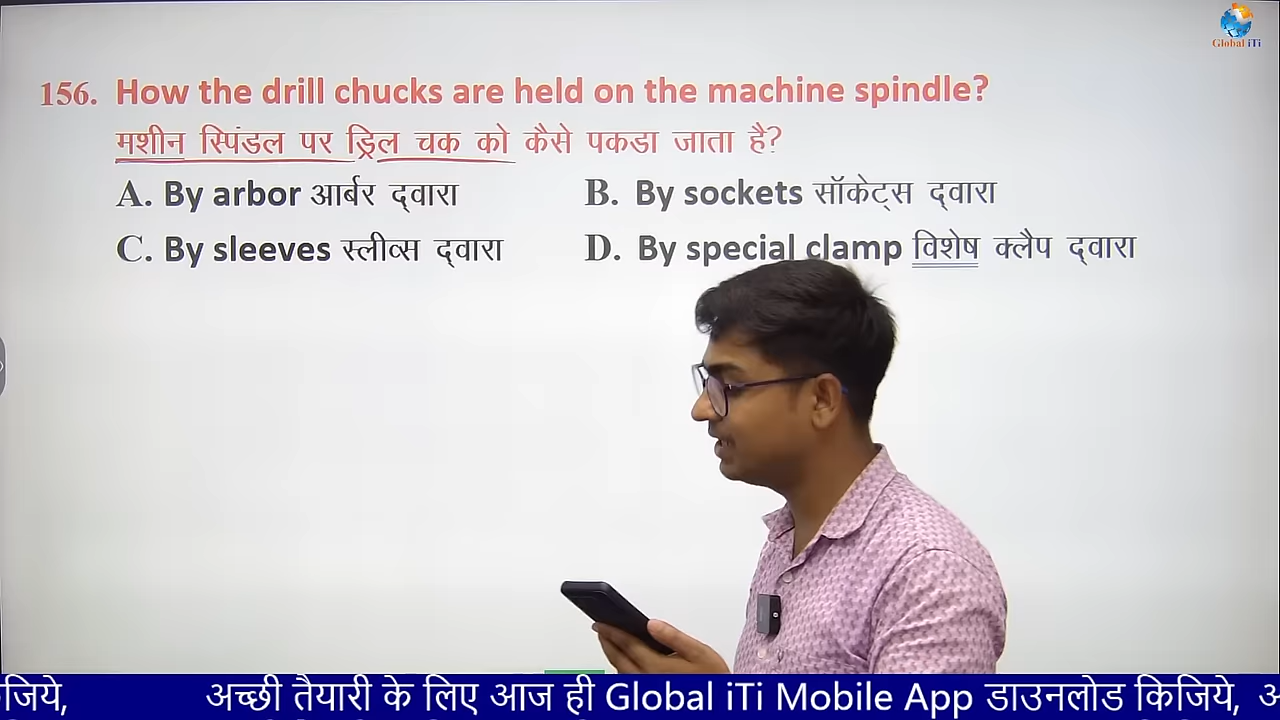 Global iTi
156. How the drill chucks are held on the machine spindle?
मशीन स्पिंडल पर ड्रिल चक को कैसे पकडा जाता है?
A. By arbor आर्बर द्वारा
B. By sockets सॉकेट्स द्वारा
C. By sleeves स्लीव्स द्वारा
D. By special clamp विशेष क्लैप द्वारा
जिये, अच्छी तैयारी के लिए आज ही Global iTi Mobile App डाउनलोड किजिये, अ